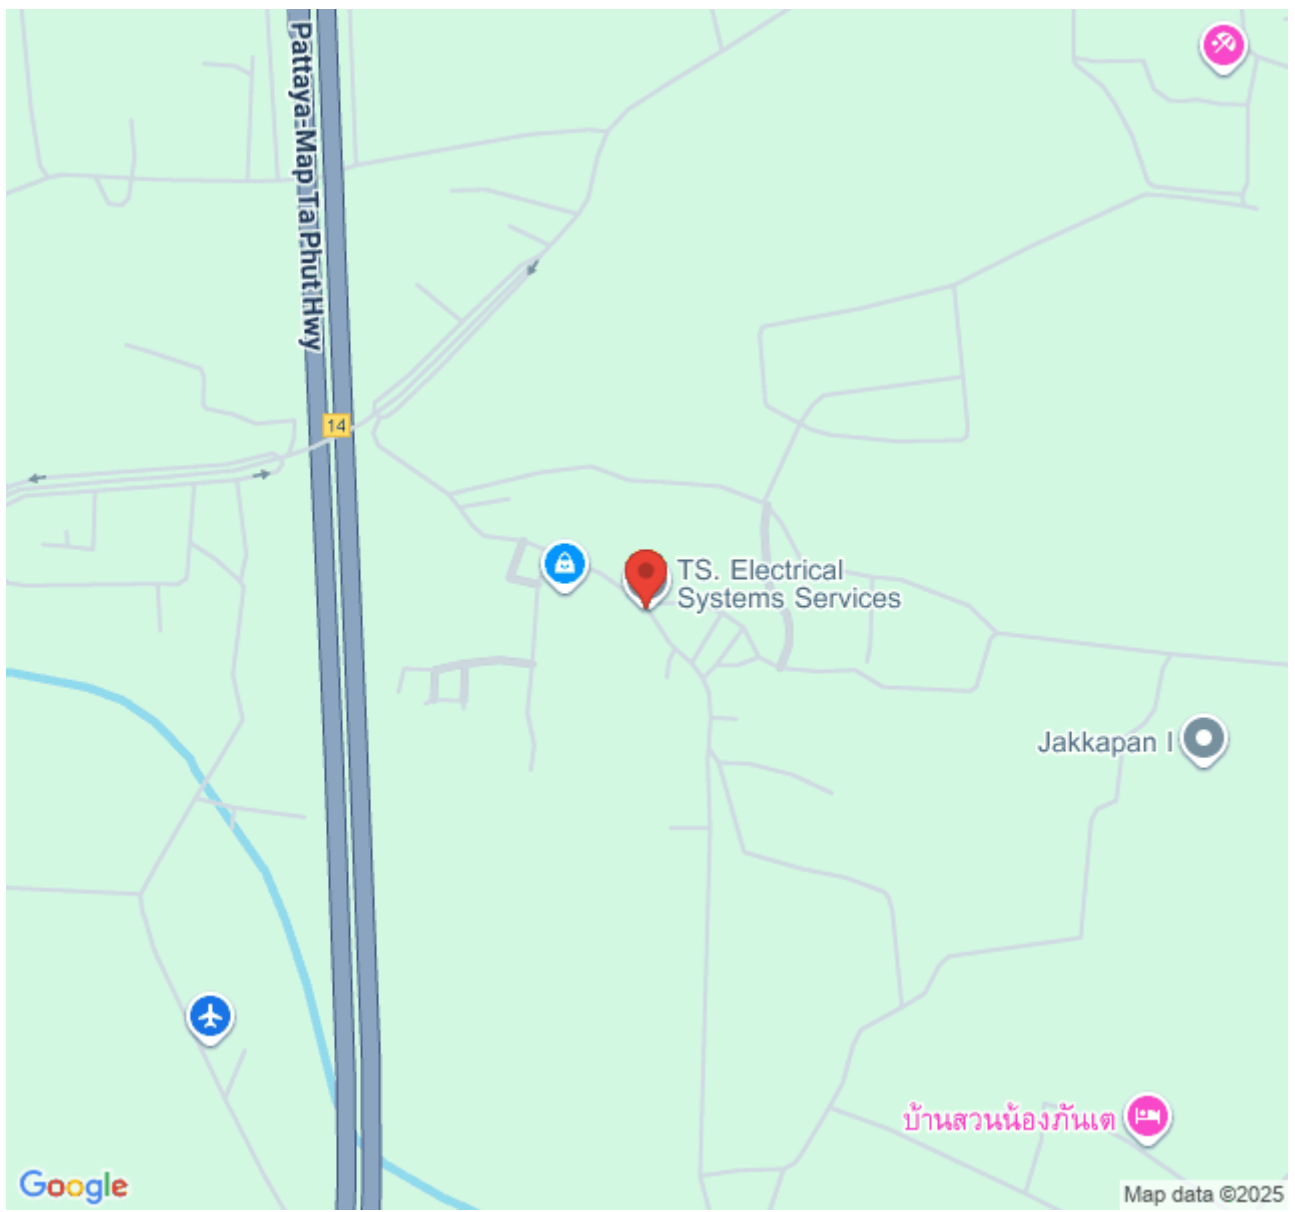 Pattaya-Map Ta Phut Hwy
14
TS. Electrical
Systems Services
Jakkapan I
บ้านสวนน้องภันเต
Google
Map data ©2025